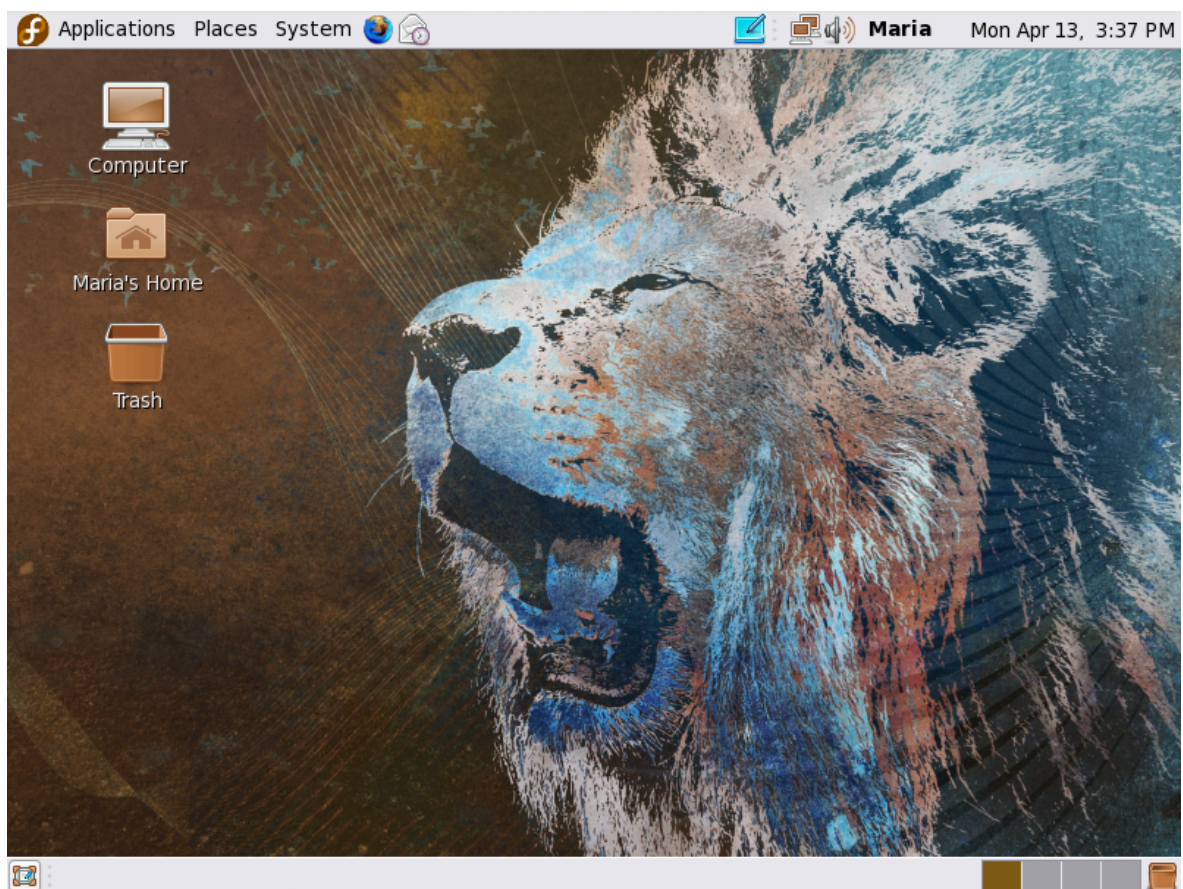 Applications Places System Maria Mon Apr 13, 3:37 PM
Computer
Maria's Home
Trash